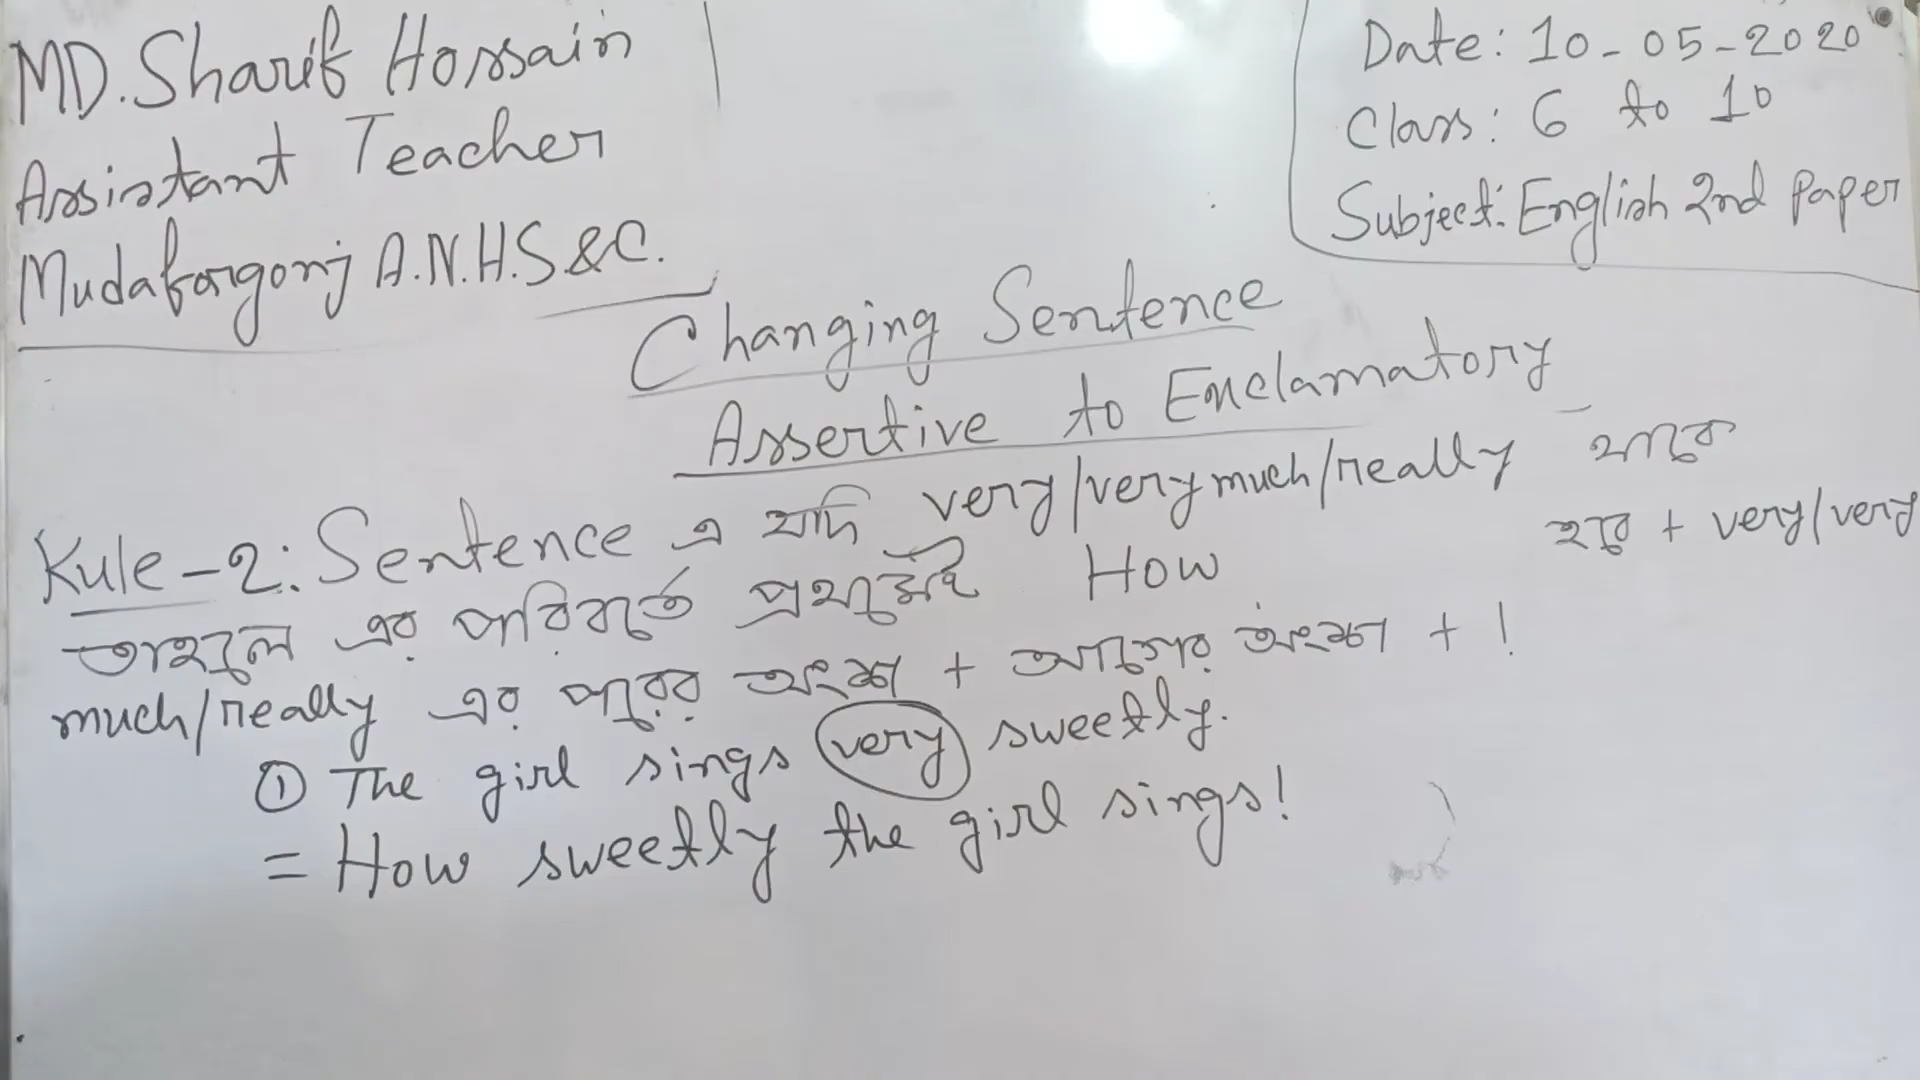 MD. Sharif Hossain
Assistant Teacher
Mudafargonj A.N.H.S & C.
Date: 10-05-2020
Class: 6 to 10
Subject: English 2nd Paper
Changing Sentence
Assertive to Exclamatory
Rule-2: Sentence এ যদি very/very much/really থাকে
তাহলে এর পরিবর্তে প্রথমেই How হবে + very/very
much/really এর পরের অংশ + আগের অংশ + !
① The girl sings very sweetly.
= How sweetly the girl sings!